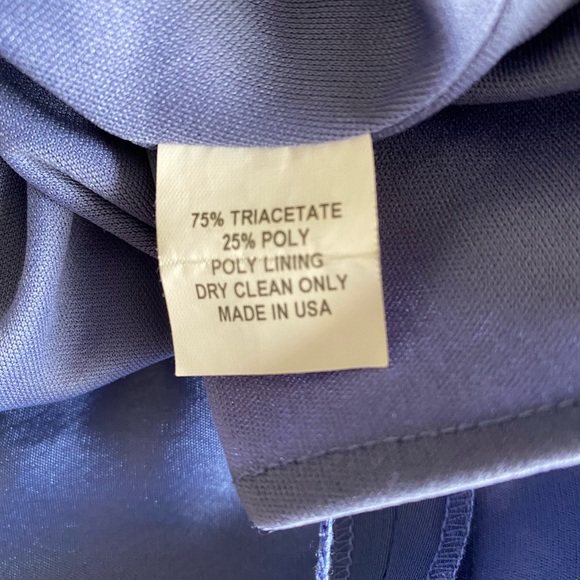 75% TRIACETATE
25% POLY
POLY LINING
DRY CLEAN ONLY
MADE IN USA